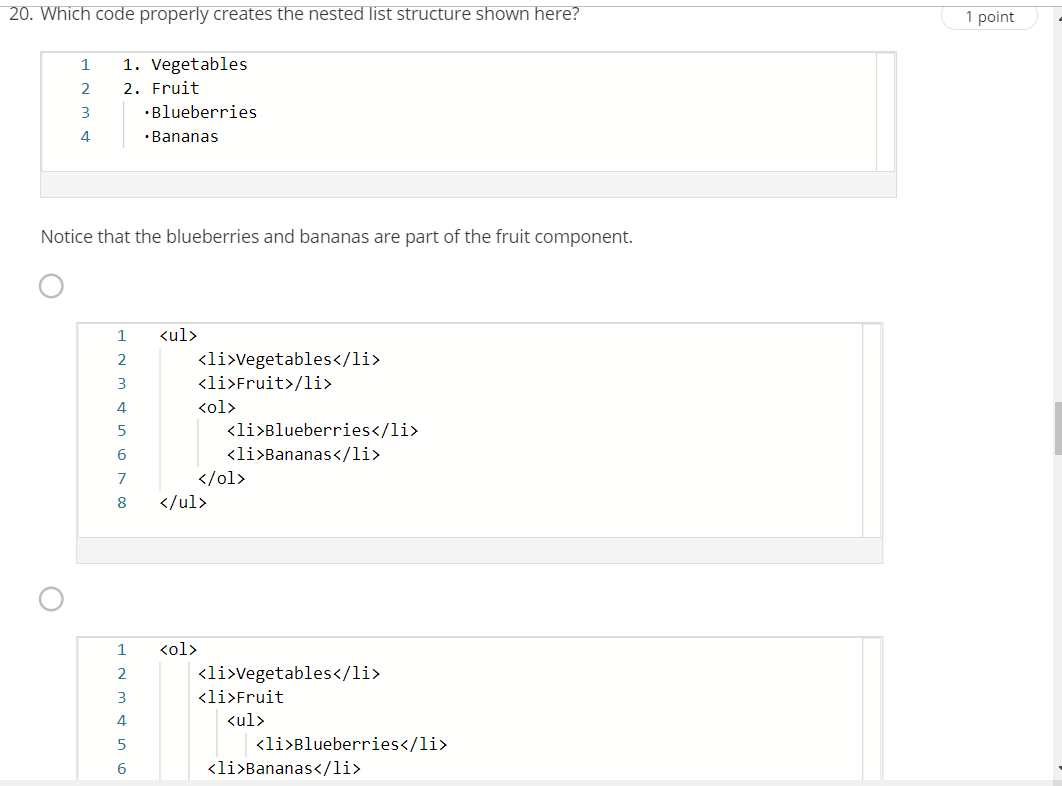 20. Which code properly creates the nested list structure shown here?
1 point
1 1. Vegetables
2 2. Fruit
3 ·Blueberries
4 ·Bananas
Notice that the blueberries and bananas are part of the fruit component.
1 <ul>
2 <li>Vegetables</li>
3 <li>Fruit>/li>
4 <ol>
5 <li>Blueberries</li>
6 <li>Bananas</li>
7 </ol>
8 </ul>
1 <ol>
2 <li>Vegetables</li>
3 <li>Fruit
4 <ul>
5 <li>Blueberries</li>
6 <li>Bananas</li>